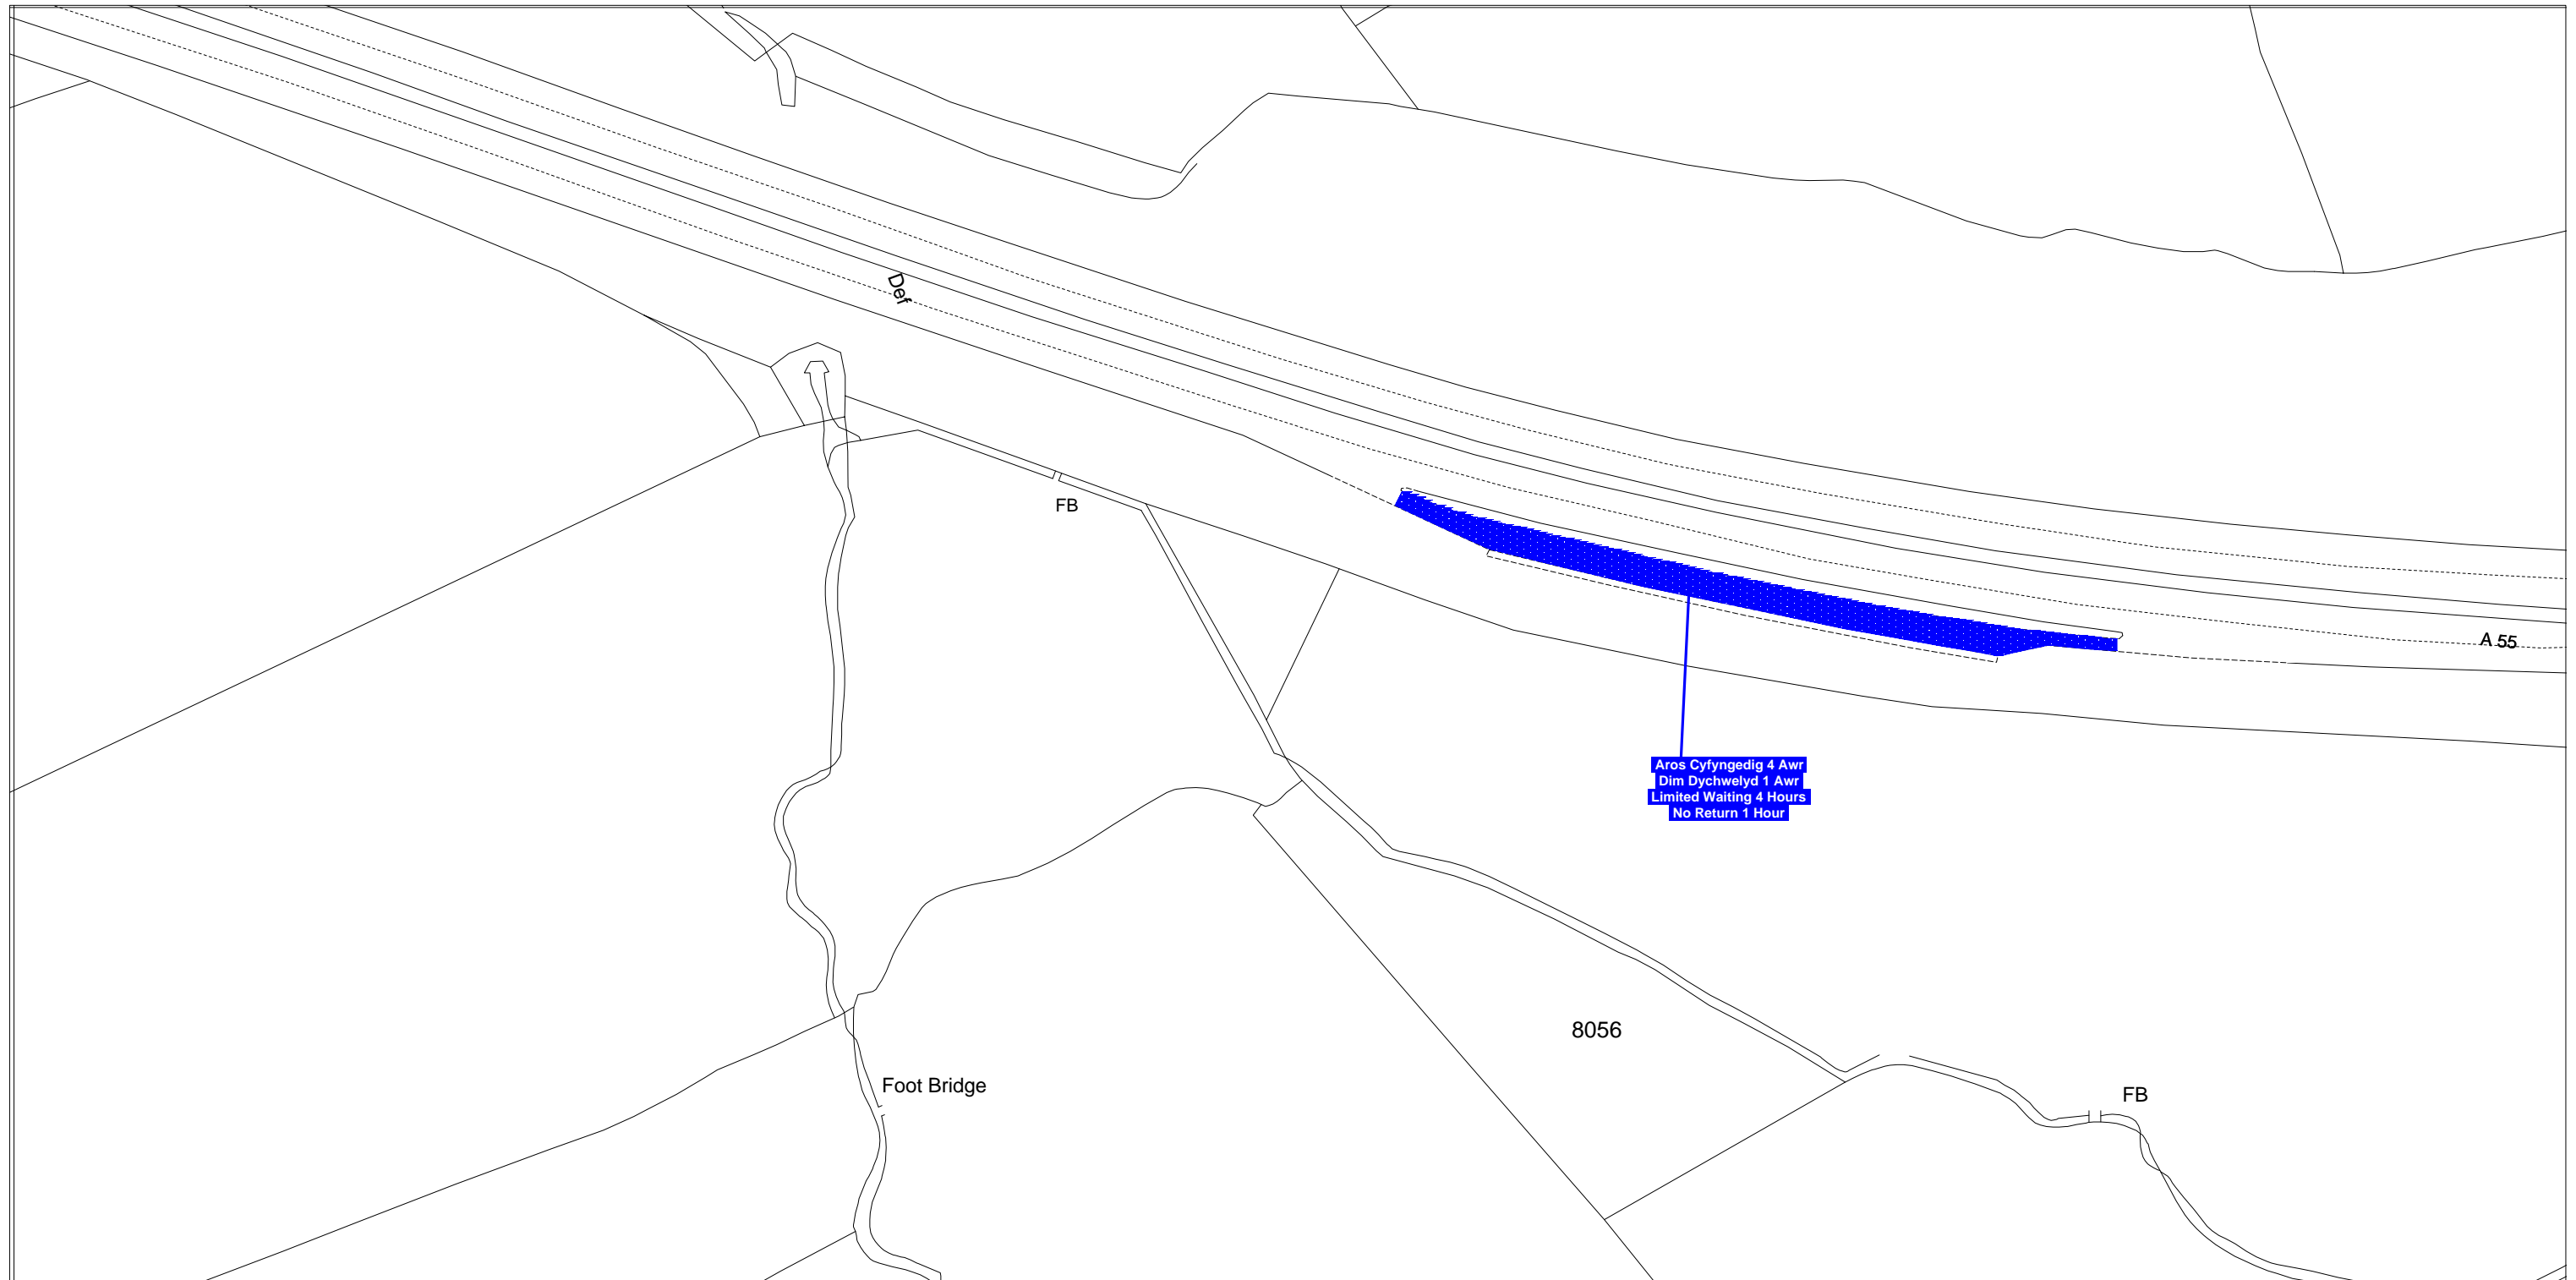 Def
FB
A 55
Aros Cyfyngedig 4 Awr
Dim Dychwelyd 1 Awr
Limited Waiting 4 Hours
No Return 1 Hour
8056
Foot Bridge
FB